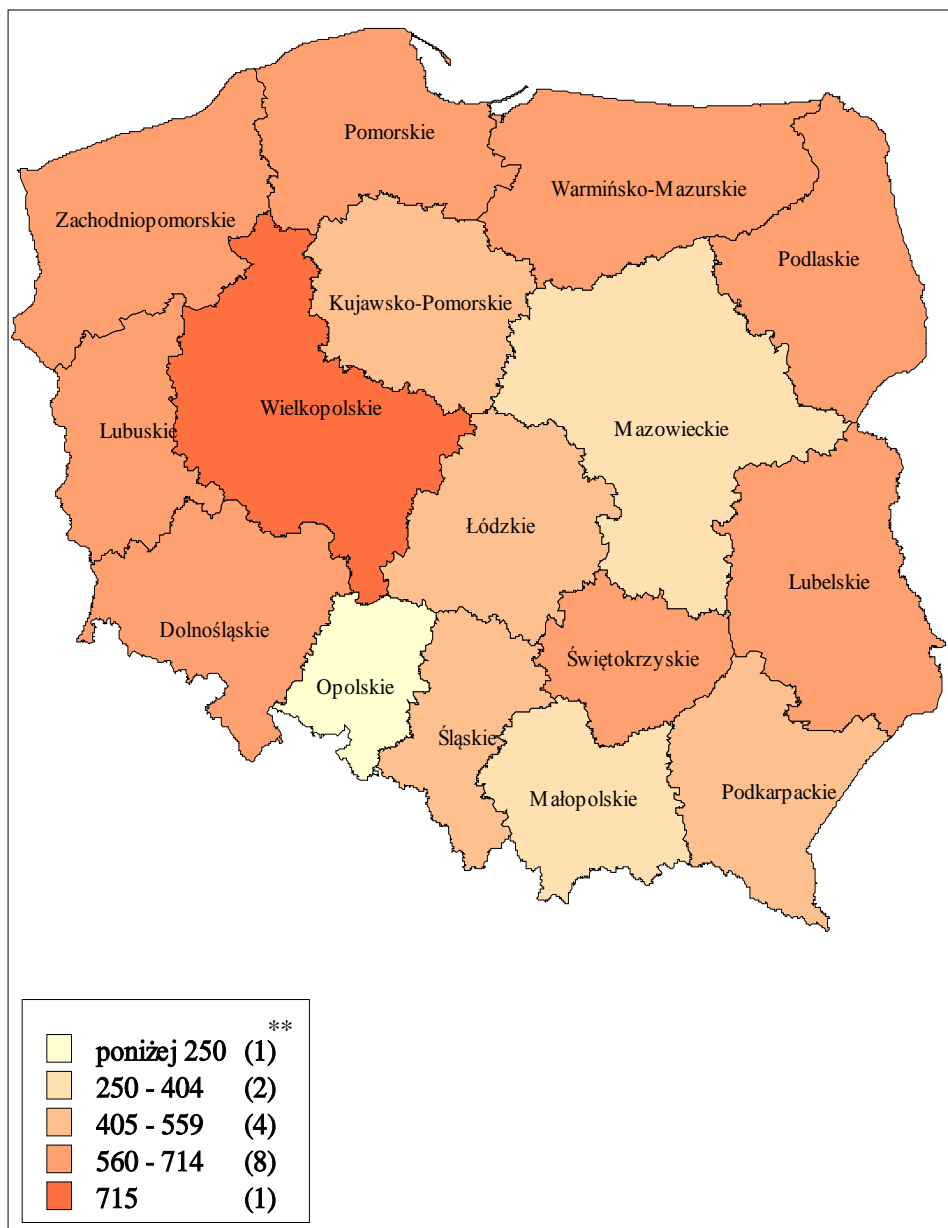 Pomorskie
Warmińsko-Mazurskie
Zachodniopomorskie
Podlaskie
Kujawsko-Pomorskie
Wielkopolskie
Mazowieckie
Lubuskie
Łódzkie
Lubelskie
Dolnośląskie
Świętokrzyskie
Opolskie
Śląskie
Podkarpackie
Małopolskie
**
poniżej 250 (1)
250 - 404 (2)
405 - 559 (4)
560 - 714 (8)
715 (1)